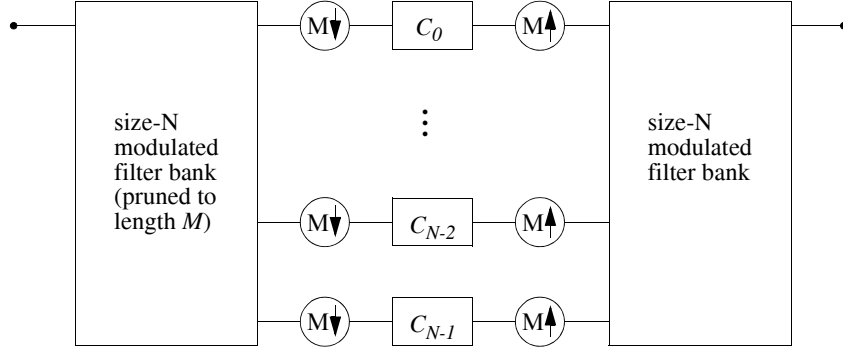 M C0 M
size-N
modulated
filter bank
(pruned to
length M)
size-N
modulated
filter bank
M CN-2 M
M CN-1 M